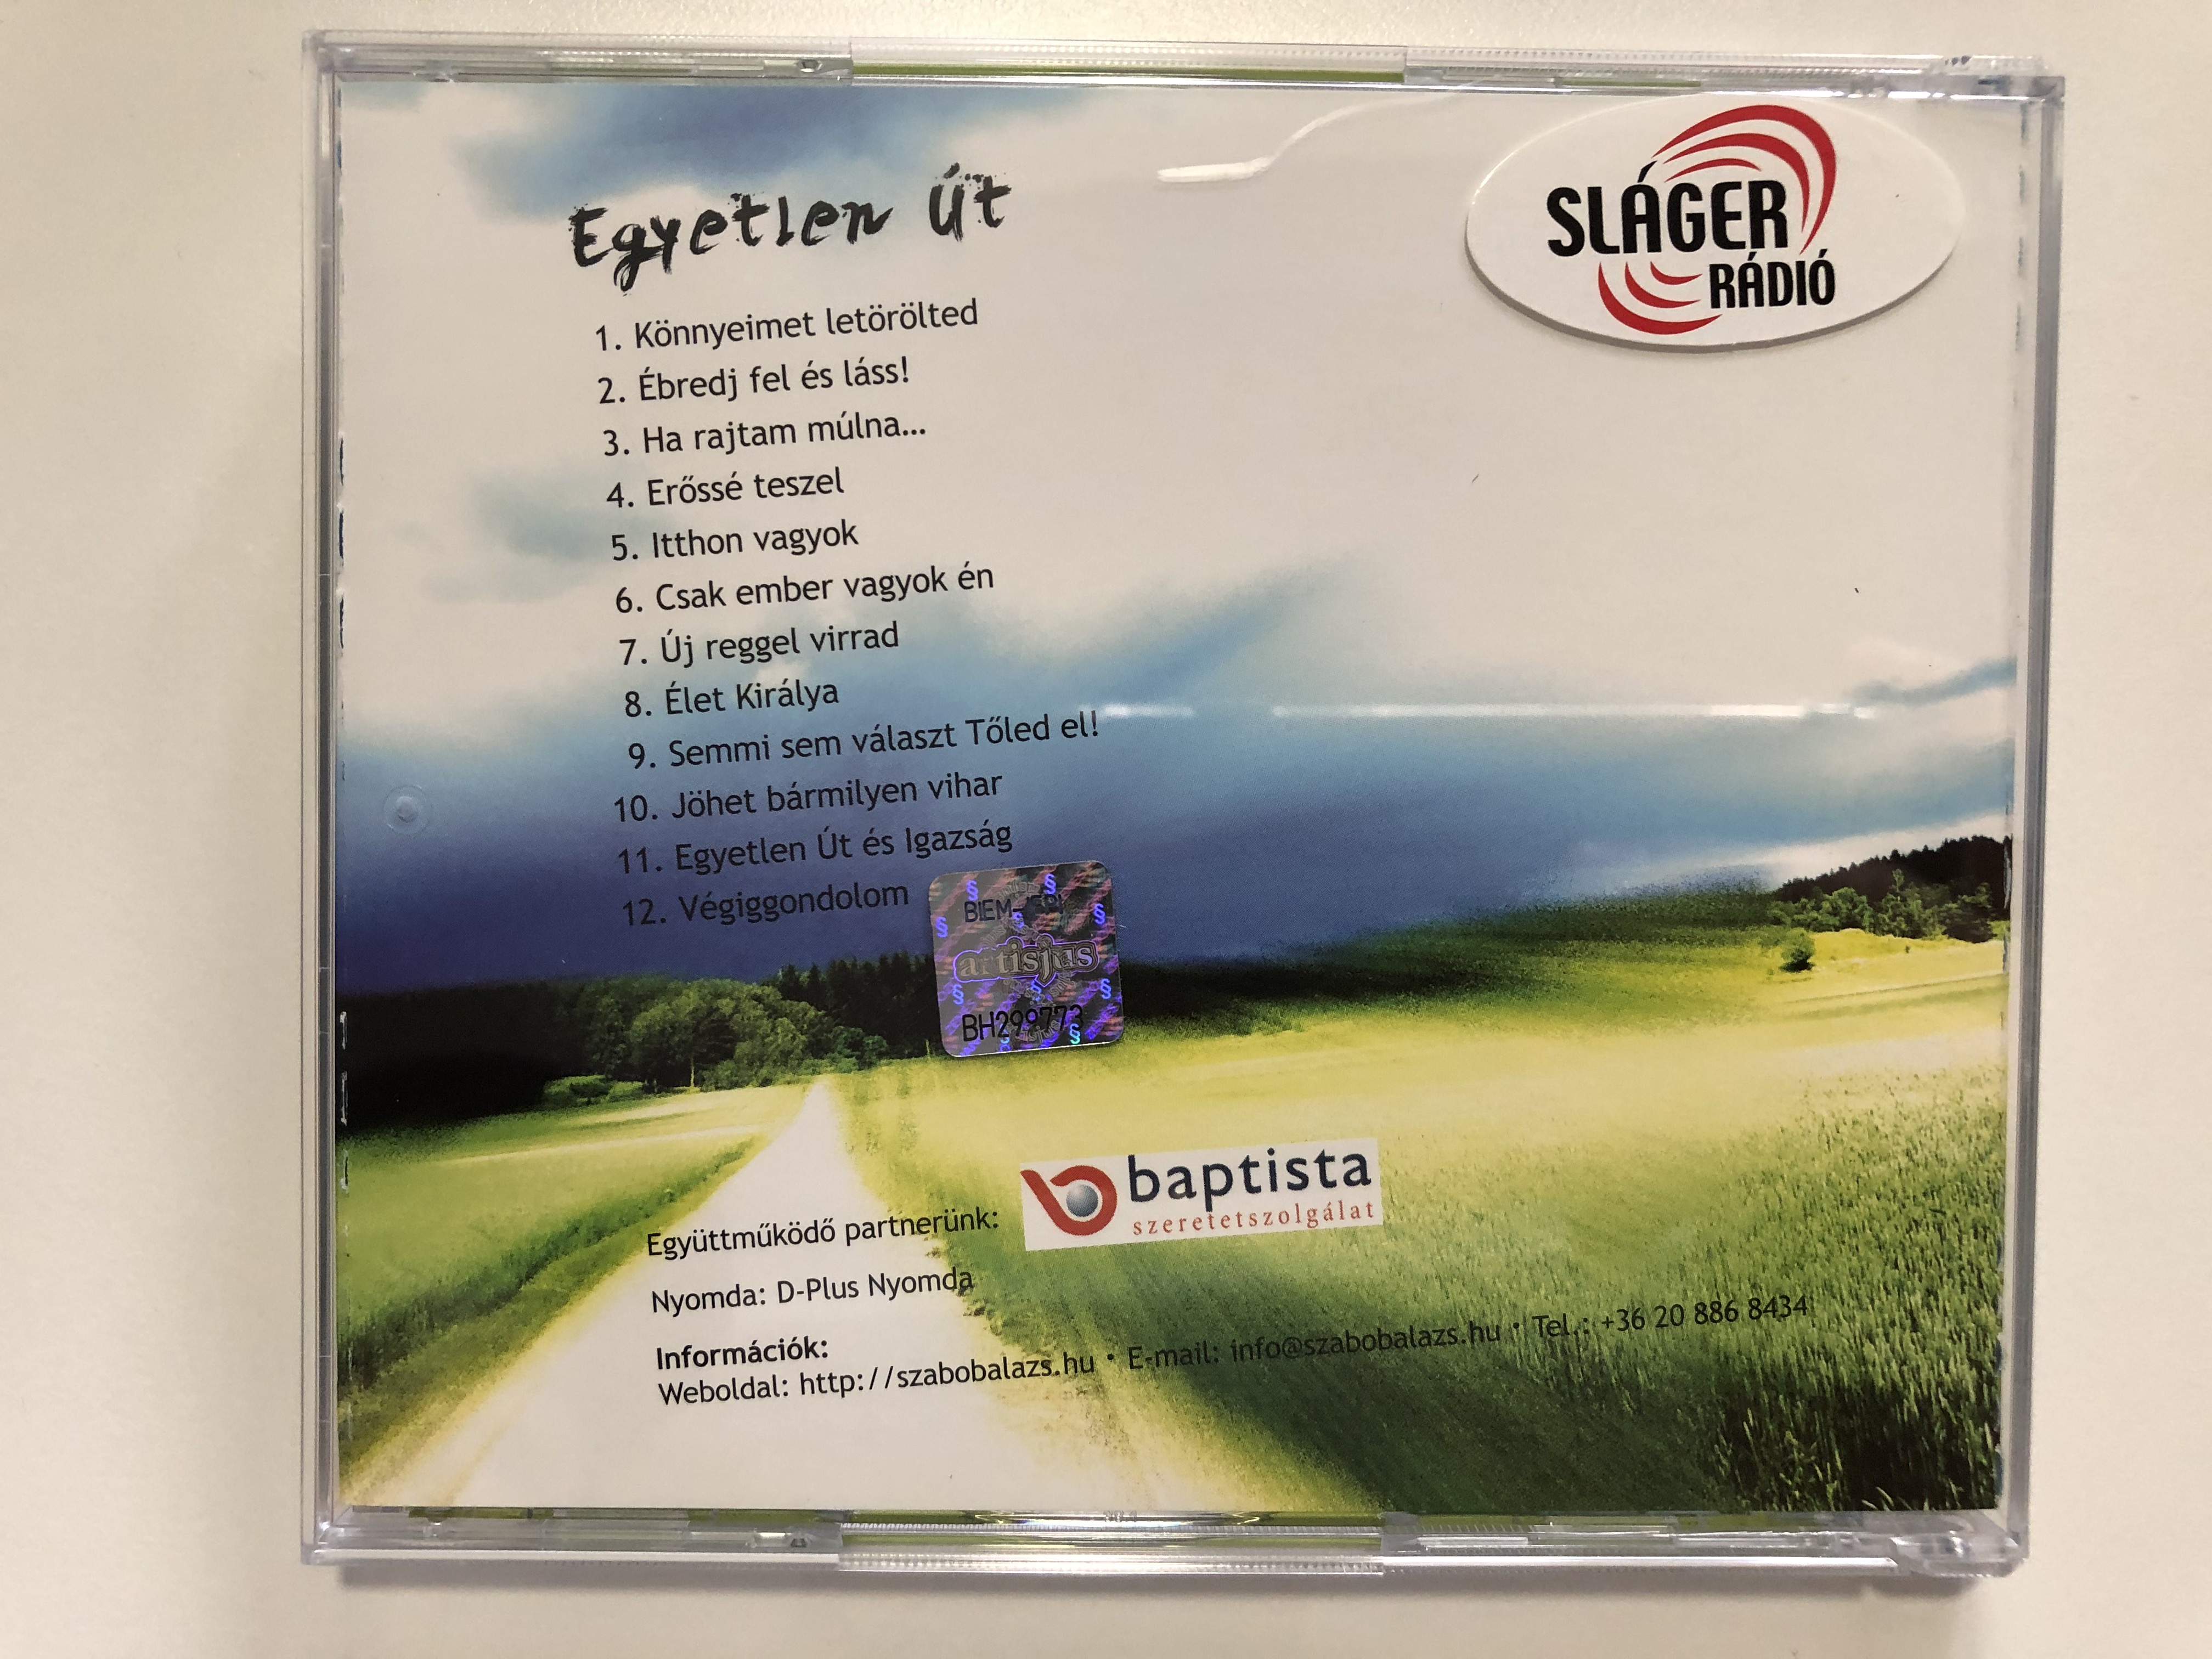 Egyetlen Út
SLÁGER
RÁDIÓ
1. Könnyeimet letörölted
2. Ébredj fel és láss!
3. Ha rajtam múlna...
4. Erőssé teszel
5. Itthon vagyok
6. Csak ember vagyok én
7. Új reggel virrad
8. Élet Királya
9. Semmi sem választ Tőled el!
10. Jöhet bármilyen vihar
11. Egyetlen Út és Igazság
12. Végiggondolom
artisjus
BH299773
Együttműködő partnerünk:
baptista
szeretetszolgálat
Nyomda: D-Plus Nyomda
Információk:
Weboldal: http://szabobalazs.hu • E-mail: info@szabobalazs.hu • Tel.: +36 20 886 8434